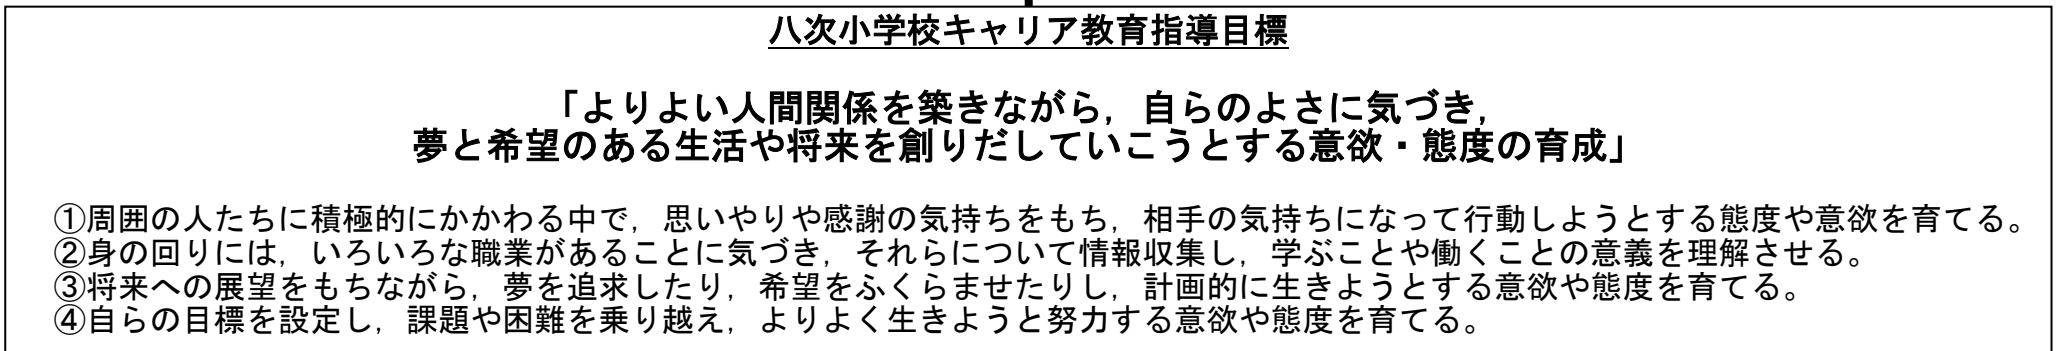 八次小学校キャリア教育指導目標
「よりよい人間関係を築きながら，自らのよさに気づき，
夢と希望のある生活や将来を創りだしていこうとする意欲・態度の育成」
①周囲の人たちに積極的にかかわる中で，思いやりや感謝の気持ちをもち，相手の気持ちになって行動しようとする態度や意欲を育てる。
②身の回りには，いろいろな職業があることに気づき，それらについて情報収集し，学ぶことや働くことの意義を理解させる。
③将来への展望をもちながら，夢を追求したり，希望をふくらませたりし，計画的に生きようとする意欲や態度を育てる。
④自らの目標を設定し，課題や困難を乗り越え，よりよく生きようと努力する意欲や態度を育てる。